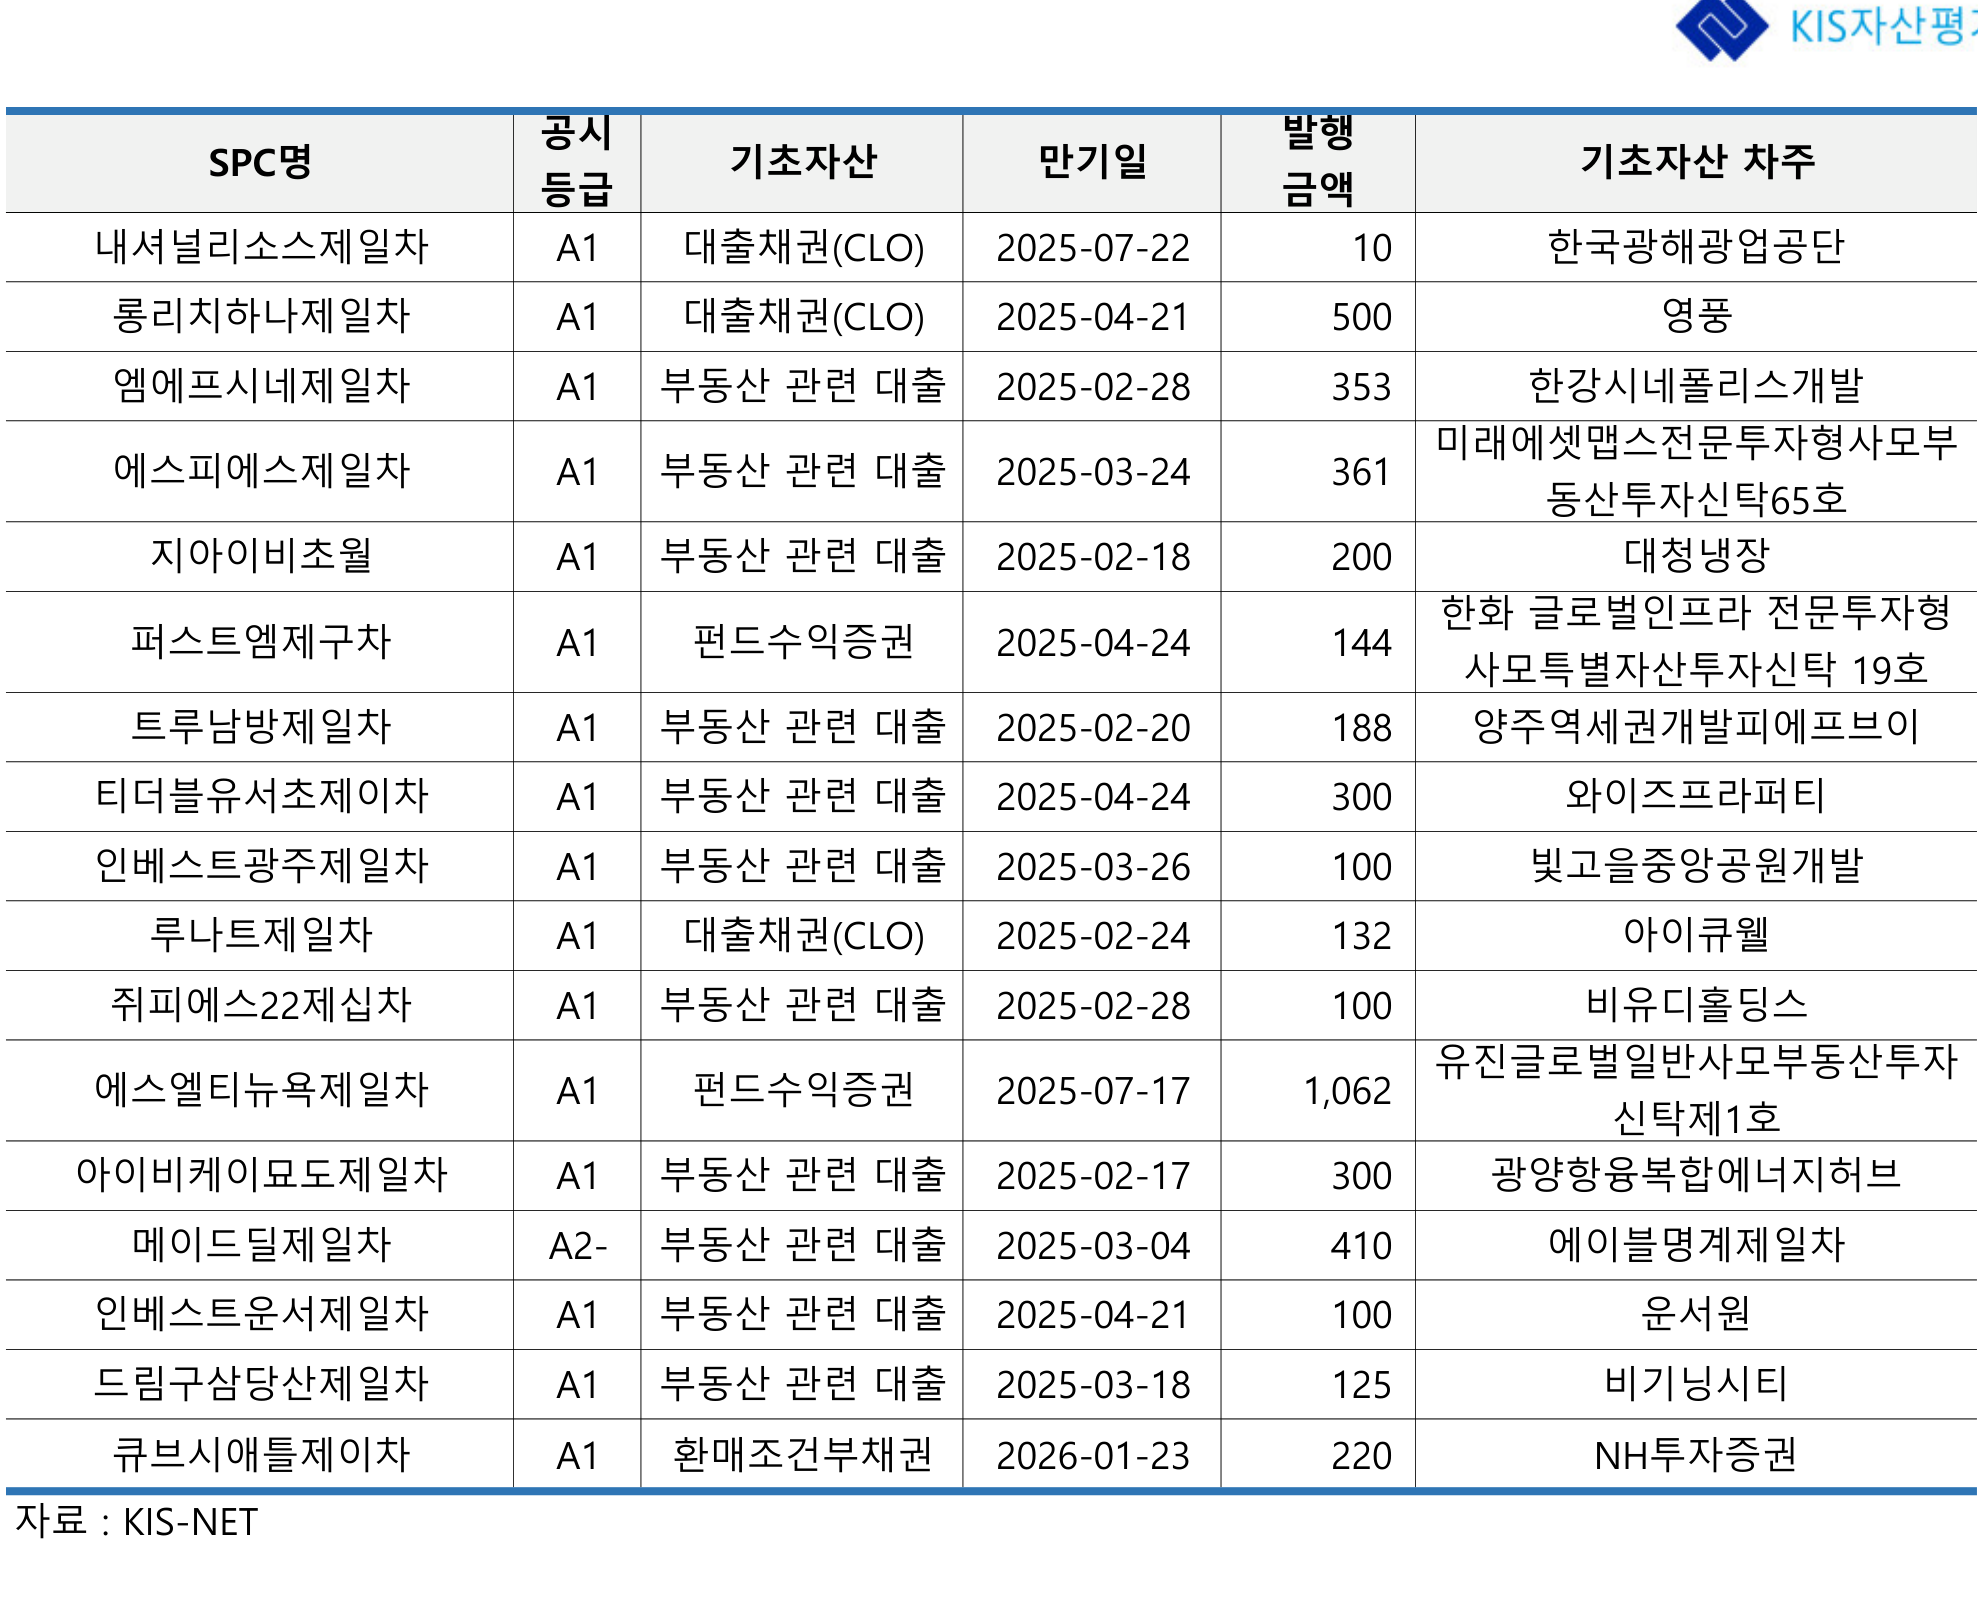 KIS자산평
SPC명 공시등급 기초자산 만기일 발행금액 기초자산 차주
내셔널리소스제일차 A1 대출채권(CLO) 2025-07-22 10 한국광해광업공단
롱리치하나제일차 A1 대출채권(CLO) 2025-04-21 500 영풍
엠에프시네제일차 A1 부동산 관련 대출 2025-02-28 353 한강시네폴리스개발
에스피에스제일차 A1 부동산 관련 대출 2025-03-24 361 미래에셋맵스전문투자형사모부
동산투자신탁65호
지아이비초월 A1 부동산 관련 대출 2025-02-18 200 대청냉장
퍼스트엠제구차 A1 펀드수익증권 2025-04-24 144 한화 글로벌인프라 전문투자형
사모특별자산투자신탁 19호
트루남방제일차 A1 부동산 관련 대출 2025-02-20 188 양주역세권개발피에프브이
티더블유서초제이차 A1 부동산 관련 대출 2025-04-24 300 와이즈프라퍼티
인베스트광주제일차 A1 부동산 관련 대출 2025-03-26 100 빛고을중앙공원개발
루나트제일차 A1 대출채권(CLO) 2025-02-24 132 아이큐웰
쥐피에스22제십차 A1 부동산 관련 대출 2025-02-28 100 비유디홀딩스
에스엘티뉴욕제일차 A1 펀드수익증권 2025-07-17 1,062 유진글로벌일반사모부동산투자
신탁제1호
아이비케이묘도제일차 A1 부동산 관련 대출 2025-02-17 300 광양항융복합에너지허브
메이드딜제일차 A2- 부동산 관련 대출 2025-03-04 410 에이블명계제일차
인베스트운서제일차 A1 부동산 관련 대출 2025-04-21 100 운서원
드림구삼당산제일차 A1 부동산 관련 대출 2025-03-18 125 비기닝시티
큐브시애틀제이차 A1 환매조건부채권 2026-01-23 220 NH투자증권
자료 : KIS-NET